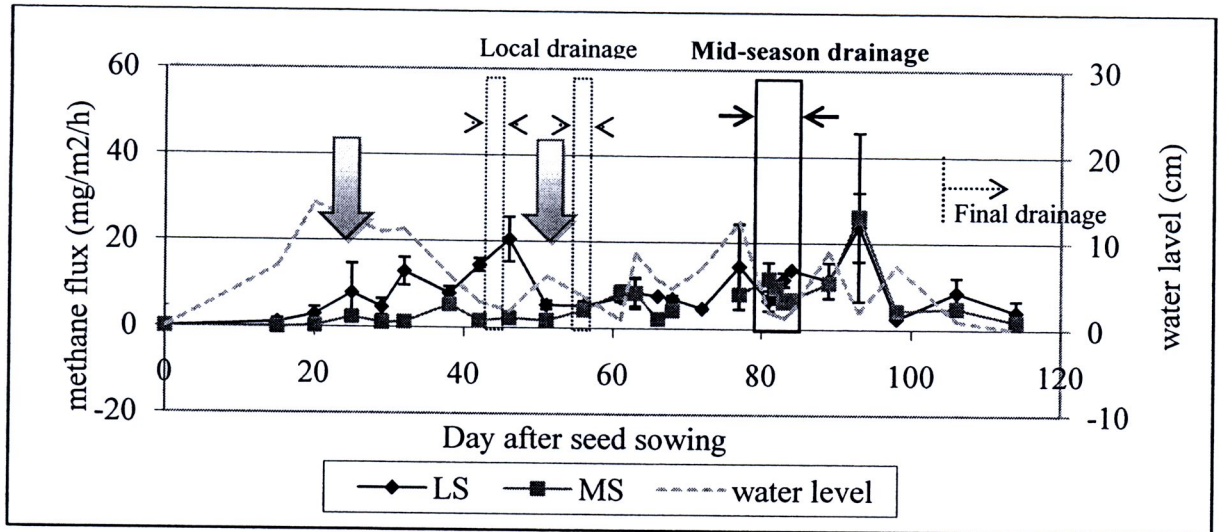 Local drainage
Mid-season drainage
60
40
20
0
-20
methane flux (mg/m2/h)
30
20
10
0
-10
water level (cm)
Final drainage
0 20 40 60 80 100 120
Day after seed sowing
LS MS water level